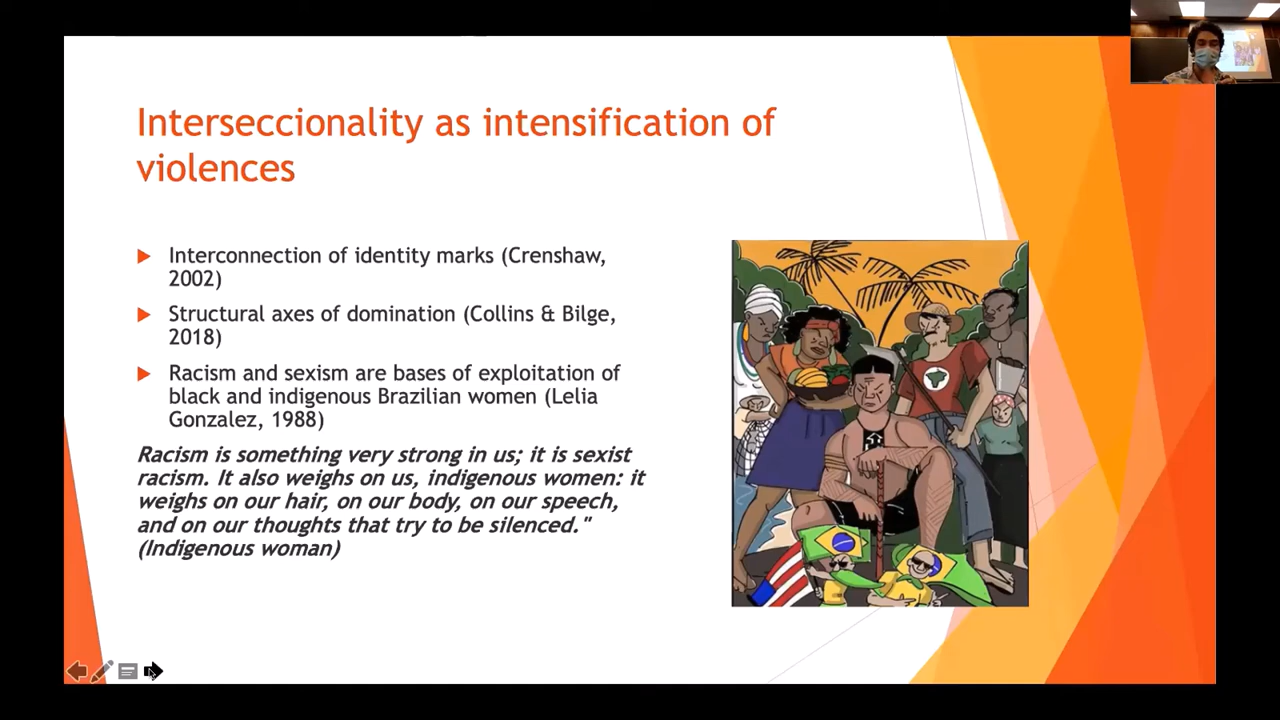 Interseccionality as intensification of
violences
Interconnection of identity marks (Crenshaw,
2002)
Structural axes of domination (Collins & Bilge,
2018)
Racism and sexism are bases of exploitation of
black and indigenous Brazilian women (Lelia
Gonzalez, 1988)
Racism is something very strong in us; it is sexist
racism. It also weighs on us, indigenous women: it
weighs on our hair, on our body, on our speech,
and on our thoughts that try to be silenced."
(Indigenous woman)